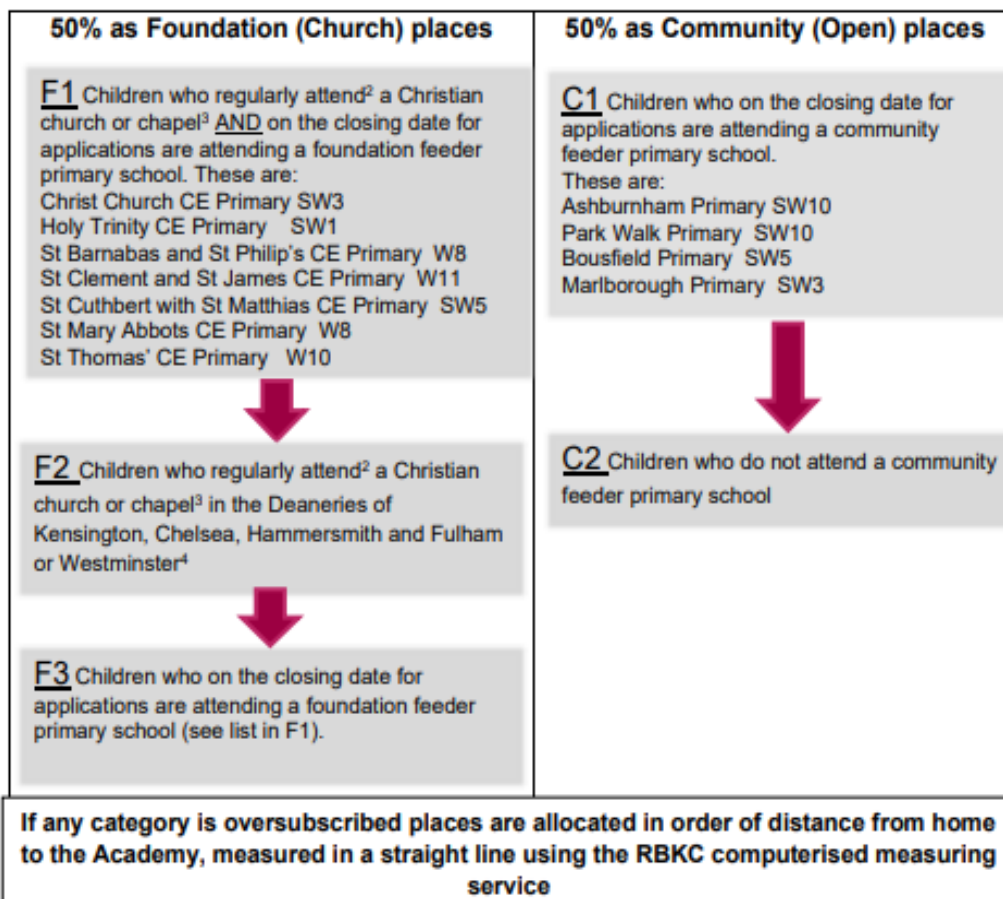 50% as Foundation (Church) places
F1 Children who regularly attend² a Christian
church or chapel³ AND on the closing date for
applications are attending a foundation feeder
primary school. These are:
Christ Church CE Primary SW3
Holy Trinity CE Primary SW1
St Barnabas and St Philip's CE Primary W8
St Clement and St James CE Primary W11
St Cuthbert with St Matthias CE Primary SW5
St Mary Abbots CE Primary W8
St Thomas' CE Primary W10
F2 Children who regularly attend² a Christian
church or chapel³ in the Deaneries of
Kensington, Chelsea, Hammersmith and Fulham
or Westminster⁴
F3 Children who on the closing date for
applications are attending a foundation feeder
primary school (see list in F1).
50% as Community (Open) places
C1 Children who on the closing date for
applications are attending a community
feeder primary school.
These are:
Ashburnham Primary SW10
Park Walk Primary SW10
Bousfield Primary SW5
Marlborough Primary SW3
C2 Children who do not attend a community
feeder primary school
If any category is oversubscribed places are allocated in order of distance from home
to the Academy, measured in a straight line using the RBKC computerised measuring
service